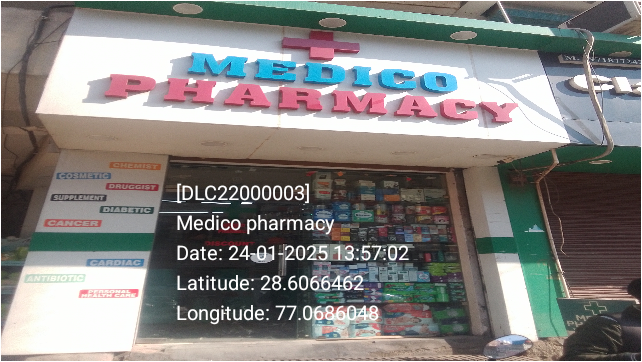 MEDICO
PHARMACY
CHEMIST
COSMETIC
DRUGGIST
SUPPLEMENT
DIABETIC
CANCER
CARDIAC
ANTIBIOTIC
PERSONAL
HEALTH CARE
[DLC22000003]
Medico pharmacy
Date: 24-01-2025 13:57:02
Latitude: 28.6066462
Longitude: 77.0686048